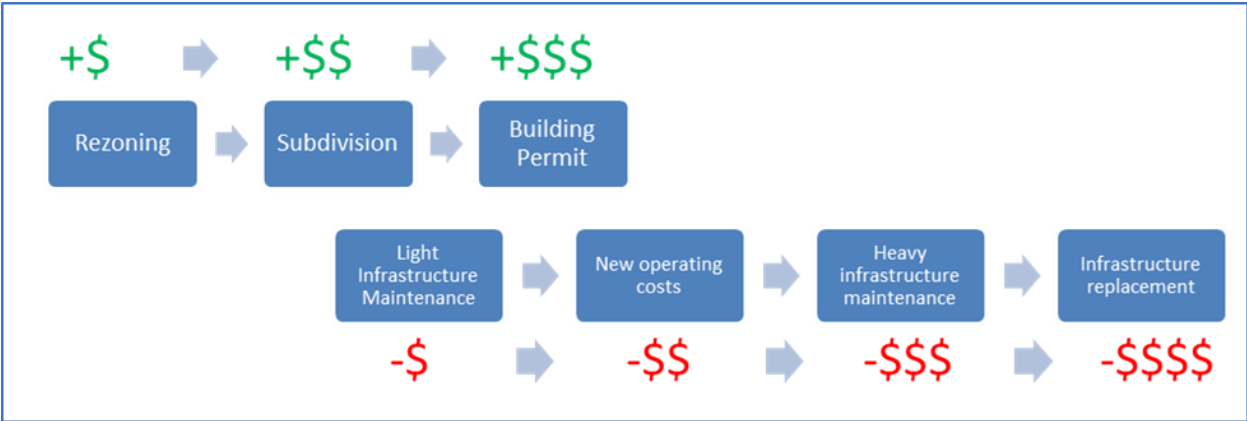 +$ +$$ +$$$
Rezoning
Subdivision
Building
Permit
Light
Infrastructure
Maintenance
New operating
costs
Heavy
infrastructure
maintenance
Infrastructure
replacement
-$ -$$ -$$$ -$$$$